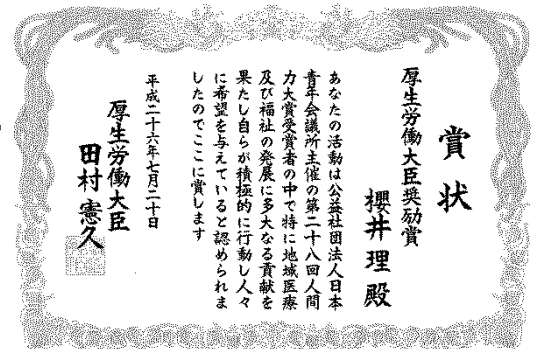 賞状
厚生労働大臣奨励賞
櫻井理殿
あなたの活動は公益社団法人日本
青年会議所主催の第二十八回人間
力大賞受賞者の中で特に地域医療
及び福祉の発展に多大なる貢献を
果たし自らが積極的に行動し人々
に希望を与えていると認められま
したのでここに賞します
平成二十六年七月二十日
厚生労働大臣
田村憲久